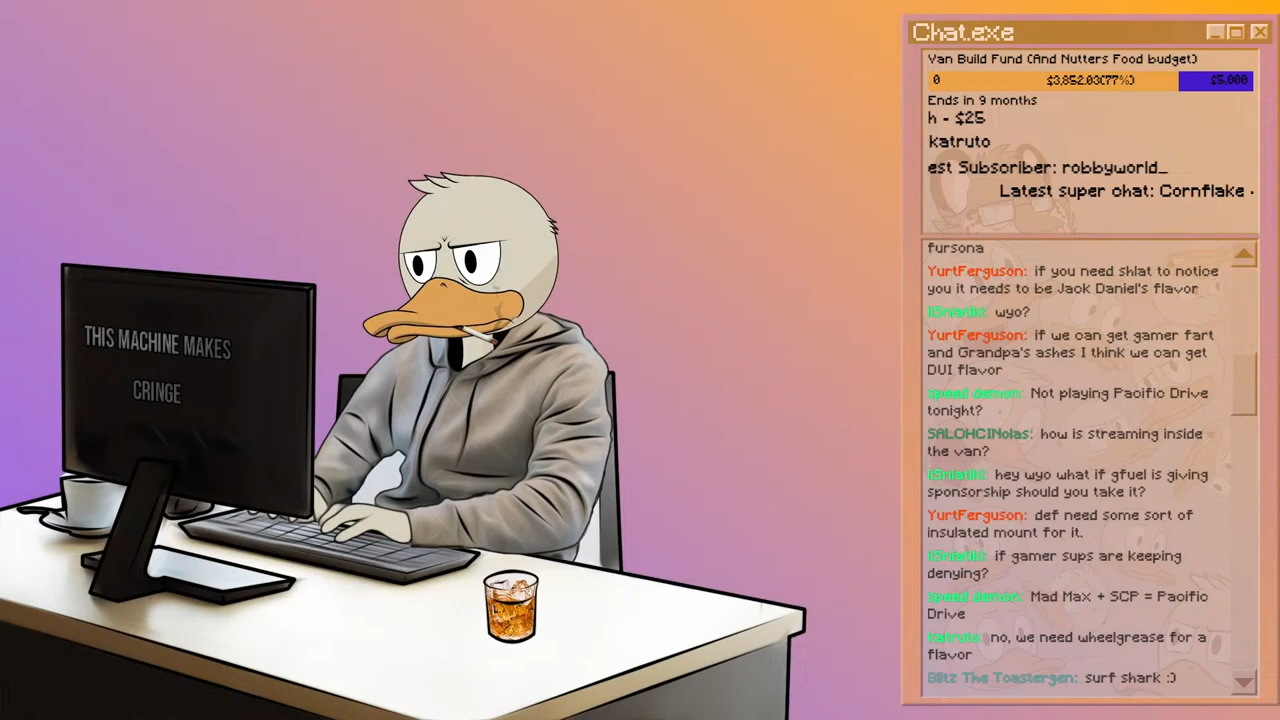 THIS MACHINE MAKES
CRINGE
Chat.exe
Van Build Fund (And Nutters Food budget)
0 $3,852.03(77%) $5,000
Ends in 9 months
h - $25
katruto
est Subscriber: robbyworld_
Latest super chat: Cornflake -
fursona
YurtFerguson: if you need shlat to notice
you it needs to be Jack Daniel's flavor
wyo?
YurtFerguson: if we can get gamer fart
and Grandpa's ashes I think we can get
DUI flavor
speed demon: Not playing Pacific Drive
tonight?
SALOHCINolas: how is streaming inside
the van?
hey wyo what if gfuel is giving
sponsorship should you take it?
YurtFerguson: def need some sort of
insulated mount for it.
if gamer sups are keeping
denying?
speed demon: Mad Max + SCP = Pacific
Drive
katruto: no, we need wheelgrease for a
flavor
Blitz The Toastergen: surf shark :)